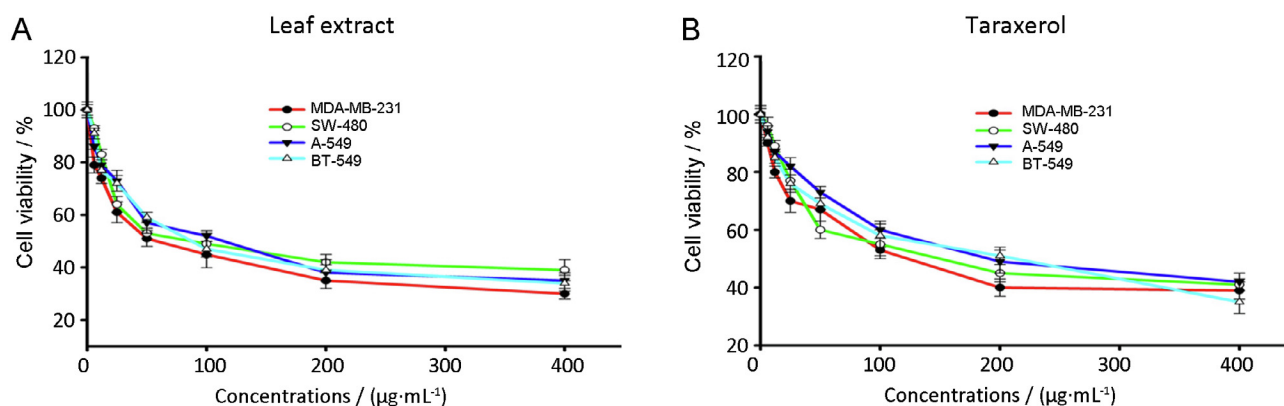 A
Leaf extract
120
100
80
60
40
20
Cell viability / %
MDA-MB-231
SW-480
A-549
BT-549
0
100
200
300
400
Concentrations / (µg·mL⁻¹)
B
Taraxerol
120
100
80
60
40
20
Cell viability / %
MDA-MB-231
SW-480
A-549
BT-549
0
100
200
300
400
Concentrations / (µg·mL⁻¹)